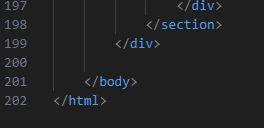 197 </div>
198 </section>
199 </div>
200
201 </body>
202 </html>